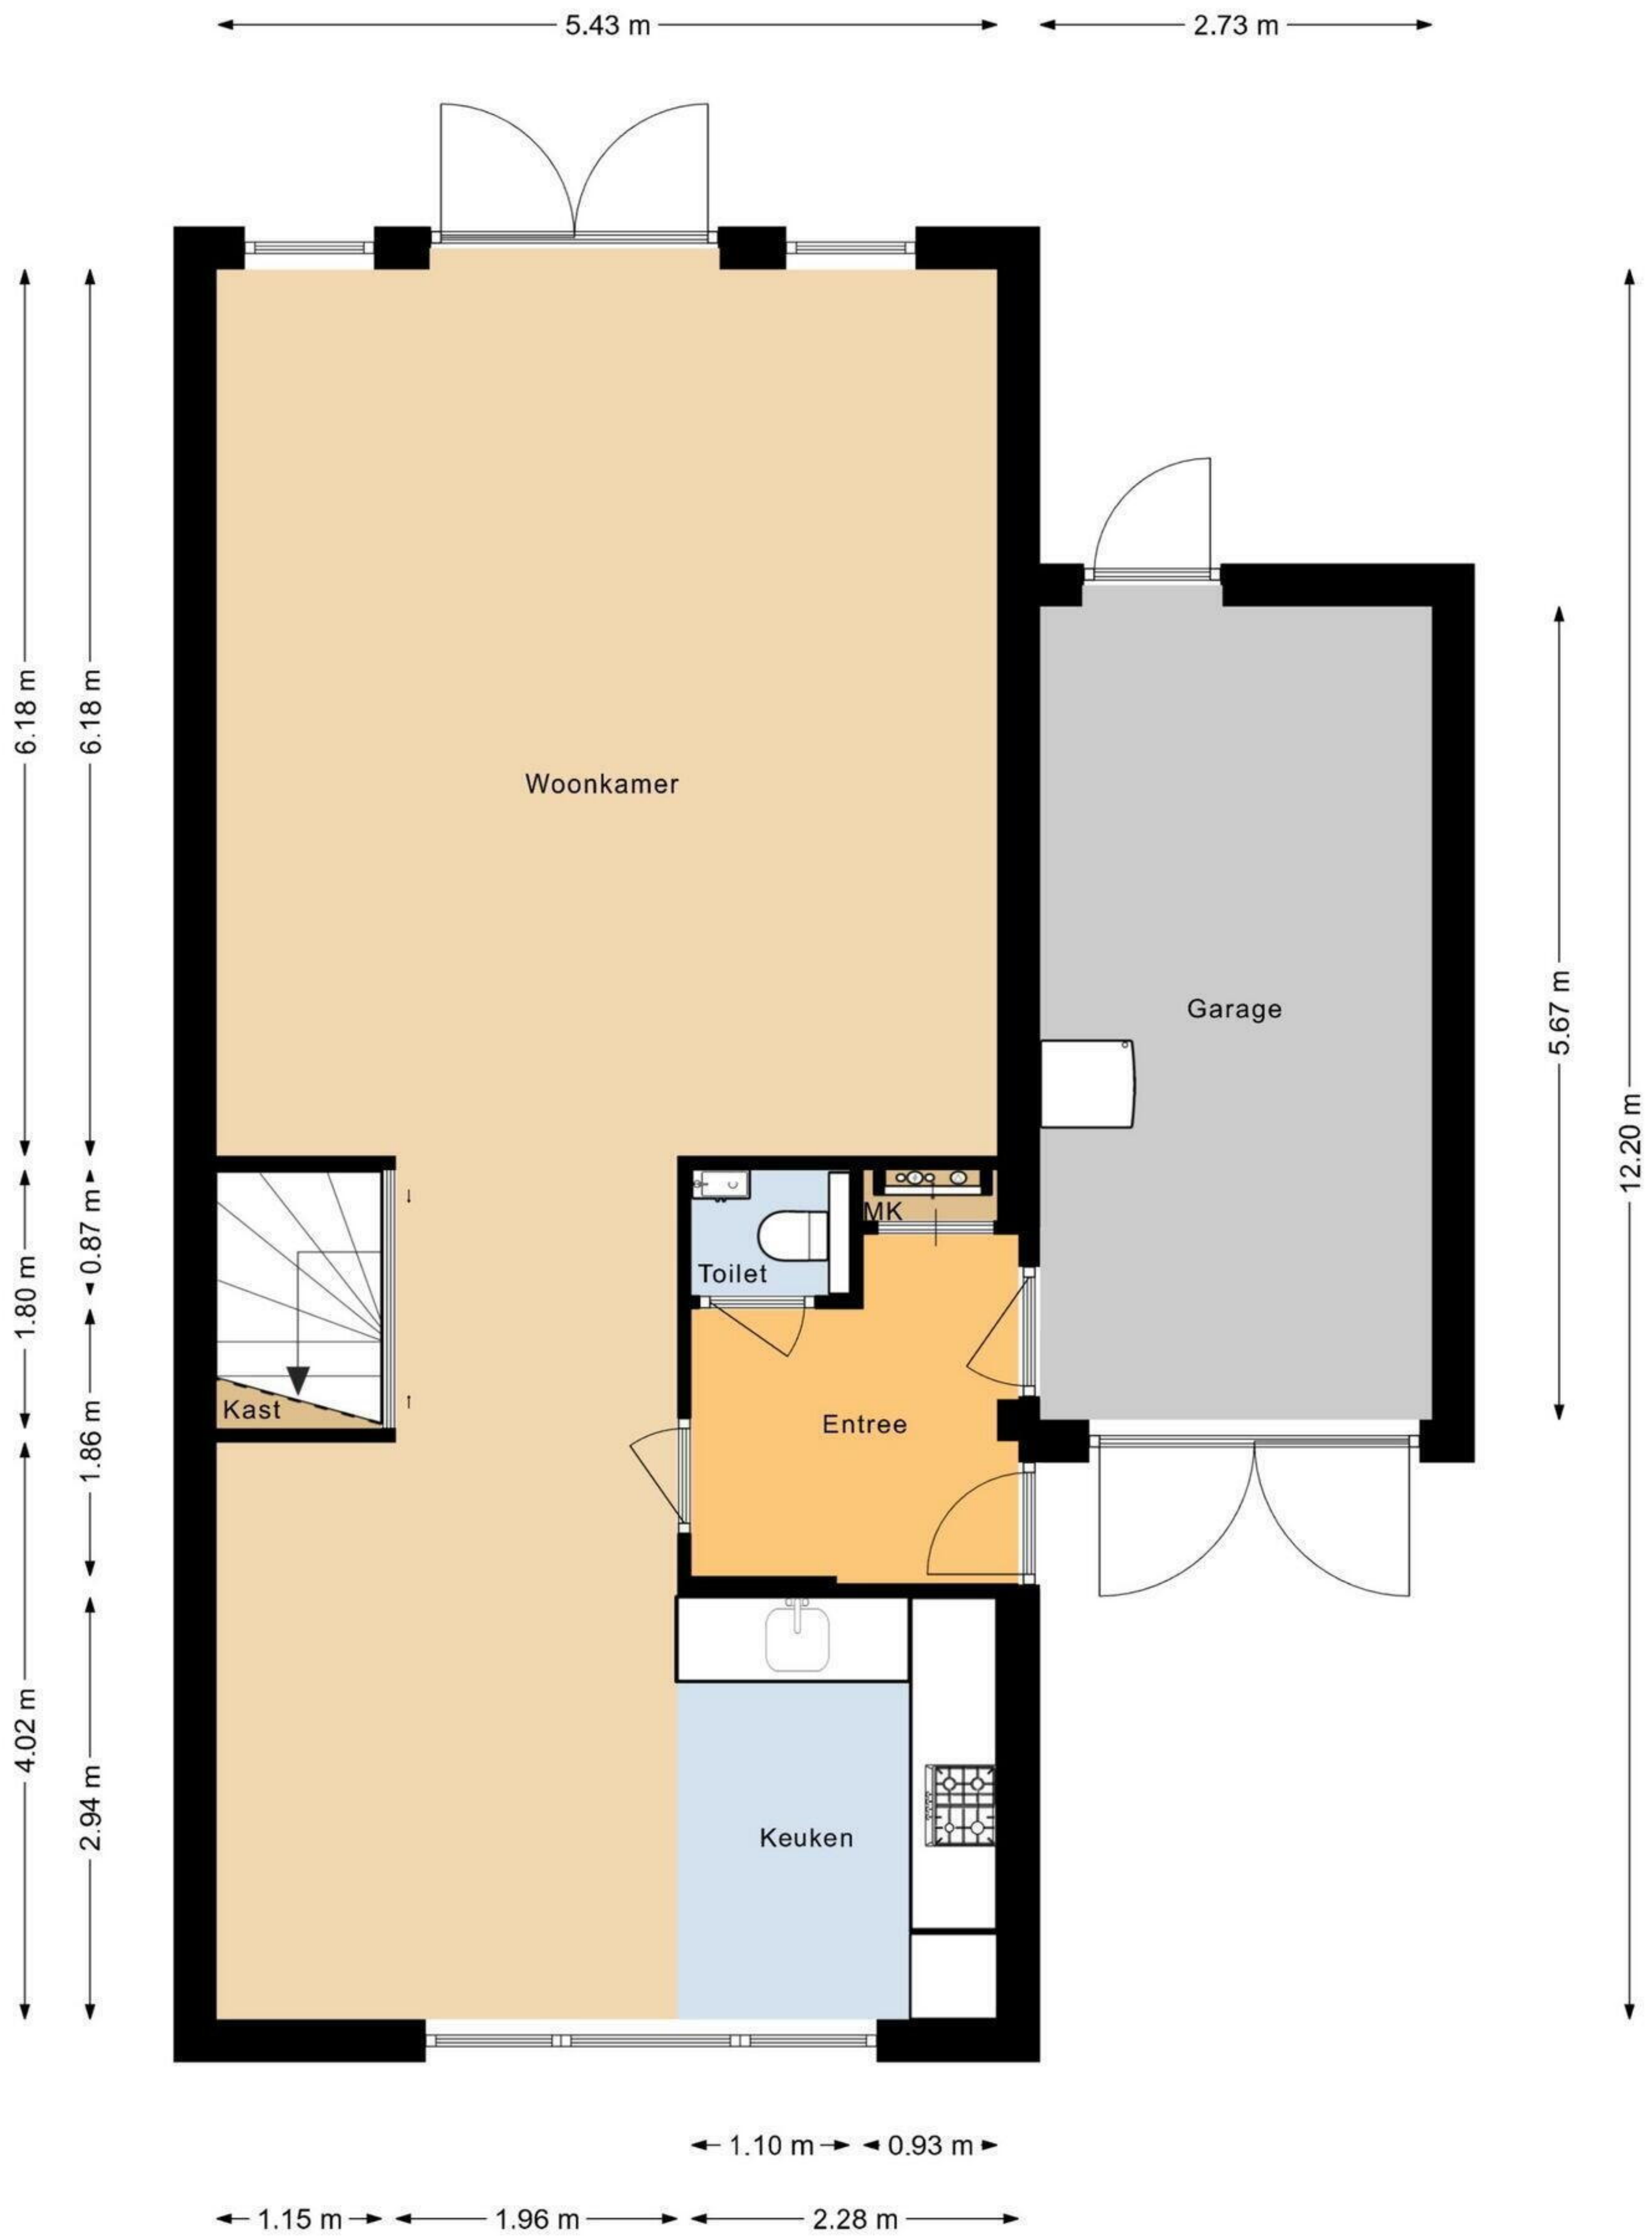 5.43 m
2.73 m
6.18 m
6.18 m
Woonkamer
Garage
5.67 m
12.20 m
0.87 m
1.80 m
MK
Toilet
Kast
Entree
1.86 m
4.02 m
2.94 m
Keuken
1.10 m
0.93 m
1.15 m
1.96 m
2.28 m